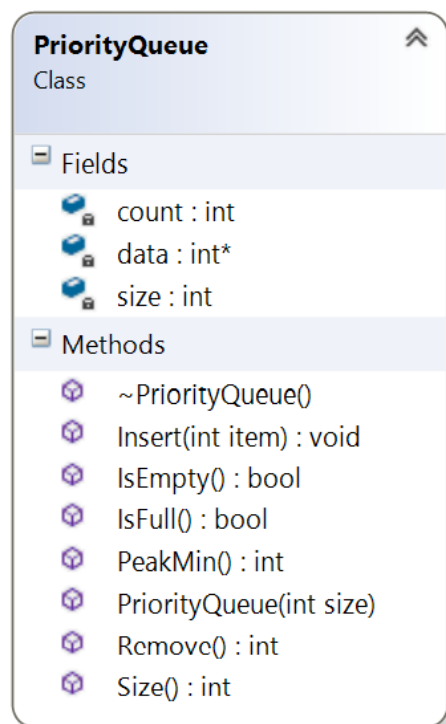 PriorityQueue
Class
Fields
count : int
data : int*
size : int
Methods
~PriorityQueue()
Insert(int item) : void
IsEmpty() : bool
IsFull() : bool
PeakMin() : int
PriorityQueue(int size)
Remove() : int
Size() : int